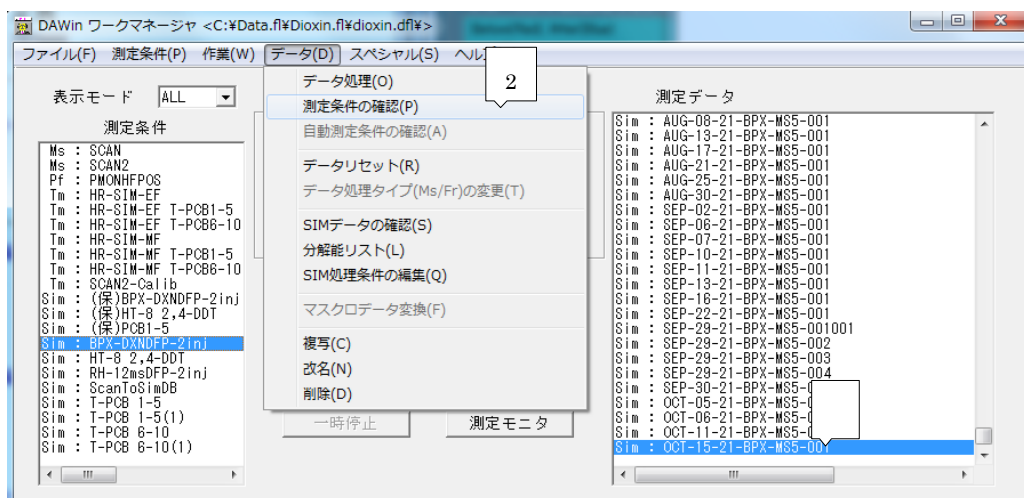 DAWin ワークマネージャ <C:¥Data.fl¥Dioxin.fl¥dioxin.dfl¥>
ファイル(F) 測定条件(P) 作業(W) データ(D) スペシャル(S)
2
表示モード ALL
測定条件
Ms : SCAN
Ms : SCAN2
Pf : PMONHFPOS
Tm : HR-SIM-EF
Tm : HR-SIM-EF T-PCB1-5
Tm : HR-SIM-EF T-PCB6-10
Tm : HR-SIM-MF
Tm : HR-SIM-MF T-PCB1-5
Tm : HR-SIM-MF T-PCB6-10
Tm : SCAN2-Calib
Sim : (保)BPX-DXNDFP-2inj
Sim : (保)HT-8 2,4-DDT
Sim : (保)PCB1-5
Sim : BPX-DXNDFP-2inj
Sim : HT-8 2,4-DDT
Sim : RH-12msDFP-2inj
Sim : ScanToSimDB
Sim : T-PCB 1-5
Sim : T-PCB 1-5(1)
Sim : T-PCB 6-10
Sim : T-PCB 6-10(1)
データ処理(O)
測定条件の確認(P)
自動測定条件の確認(A)
データリセット(R)
データ処理タイプ(Ms/Fr)の変更(T)
SIMデータの確認(S)
分解能リスト(L)
SIM処理条件の編集(Q)
マスクロデータ変換(F)
複写(C)
改名(N)
削除(D)
一時停止 測定モニタ
測定データ
Sim : AUG-08-21-BPX-MS5-001
Sim : AUG-13-21-BPX-MS5-001
Sim : AUG-17-21-BPX-MS5-001
Sim : AUG-21-21-BPX-MS5-001
Sim : AUG-25-21-BPX-MS5-001
Sim : AUG-30-21-BPX-MS5-001
Sim : SEP-02-21-BPX-MS5-001
Sim : SEP-06-21-BPX-MS5-001
Sim : SEP-07-21-BPX-MS5-001
Sim : SEP-10-21-BPX-MS5-001
Sim : SEP-11-21-BPX-MS5-001
Sim : SEP-13-21-BPX-MS5-001
Sim : SEP-16-21-BPX-MS5-001
Sim : SEP-22-21-BPX-MS5-001
Sim : SEP-29-21-BPX-MS5-001001
Sim : SEP-29-21-BPX-MS5-002
Sim : SEP-29-21-BPX-MS5-003
Sim : SEP-29-21-BPX-MS5-004
Sim : SEP-30-21-BPX-MS5-
Sim : OCT-05-21-BPX-MS5-
Sim : OCT-06-21-BPX-MS5-
Sim : OCT-11-21-BPX-MS5-
Sim : OCT-15-21-BPX-MS5-001